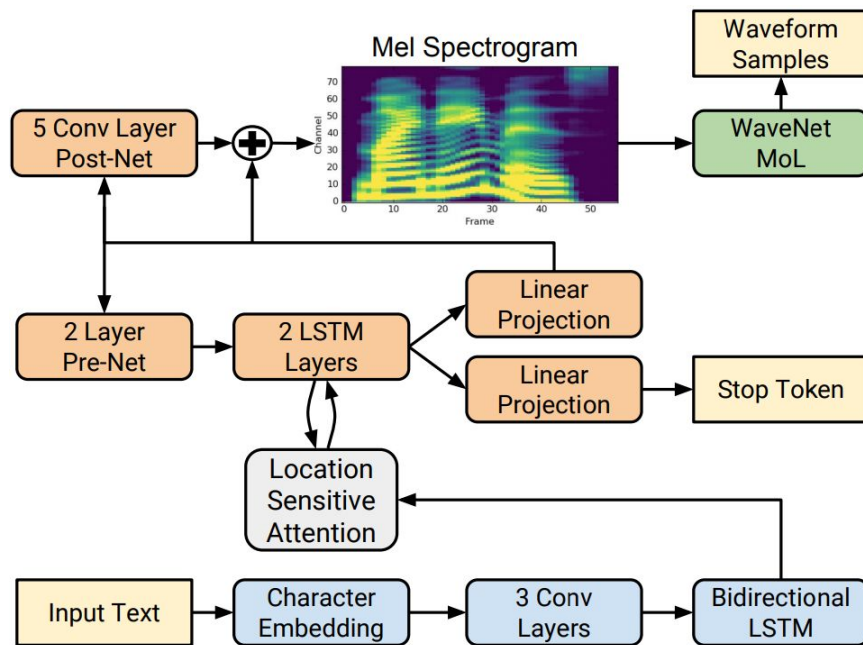 Mel Spectrogram
Waveform
Samples
5 Conv Layer
Post-Net
WaveNet
MoL
Channel
70
60
50
40
30
20
10
0
0 10 20 30 40 50
Frame
2 Layer
Pre-Net
2 LSTM
Layers
Linear
Projection
Linear
Projection
Stop Token
Location
Sensitive
Attention
Input Text
Character
Embedding
3 Conv
Layers
Bidirectional
LSTM